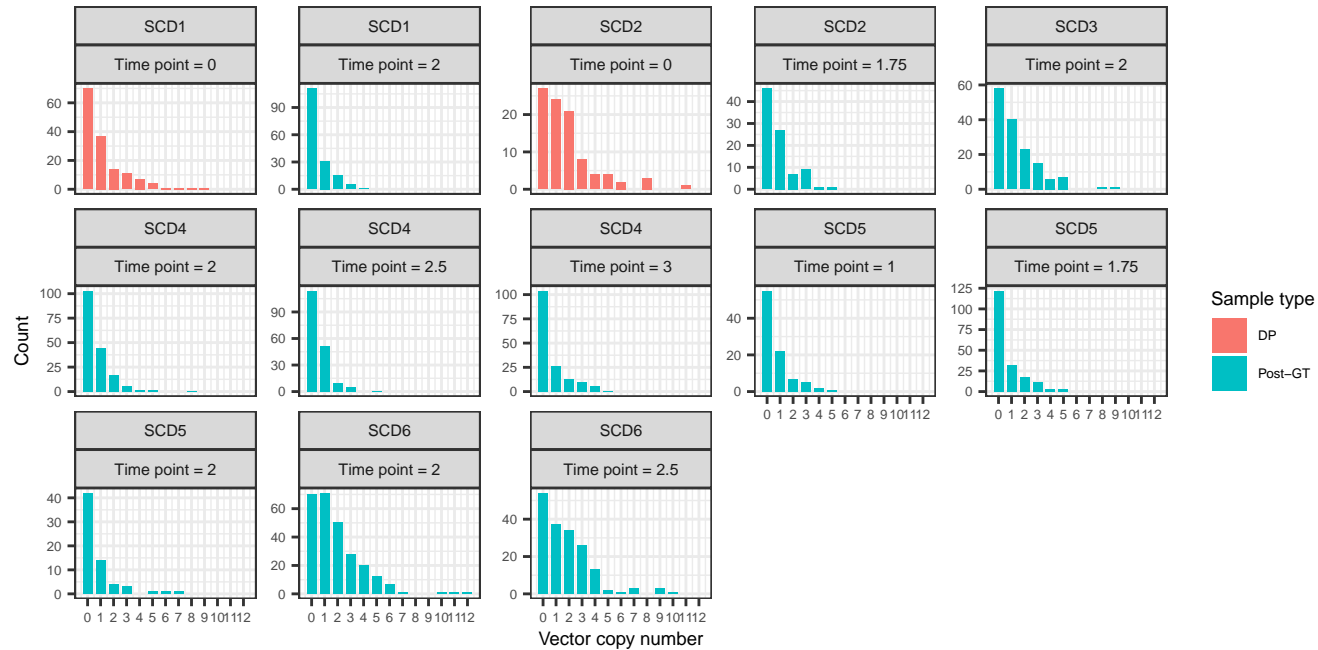 SCD1 SCD1 SCD2 SCD2 SCD3
Time point = 0 Time point = 2 Time point = 0 Time point = 1.75 Time point = 2
60 40 20 0
90 60 30 0
20 10 0
40 30 20 10 0
60 40 20 0
SCD4 SCD4 SCD4 SCD5 SCD5
Time point = 2 Time point = 2.5 Time point = 3 Time point = 1 Time point = 1.75
100 75 50 25 0
90 60 30 0
100 75 50 25 0
40 20 0
125 100 75 50 25 0
0 1 2 3 4 5 6 7 8 9 10 11 12
0 1 2 3 4 5 6 7 8 9 10 11 12
SCD5 SCD6 SCD6
Time point = 2 Time point = 2 Time point = 2.5
40 30 20 10 0
60 40 20 0
40 20 0
0 1 2 3 4 5 6 7 8 9 10 11 12
0 1 2 3 4 5 6 7 8 9 10 11 12
0 1 2 3 4 5 6 7 8 9 10 11 12
Count
Vector copy number
Sample type
DP
Post−GT